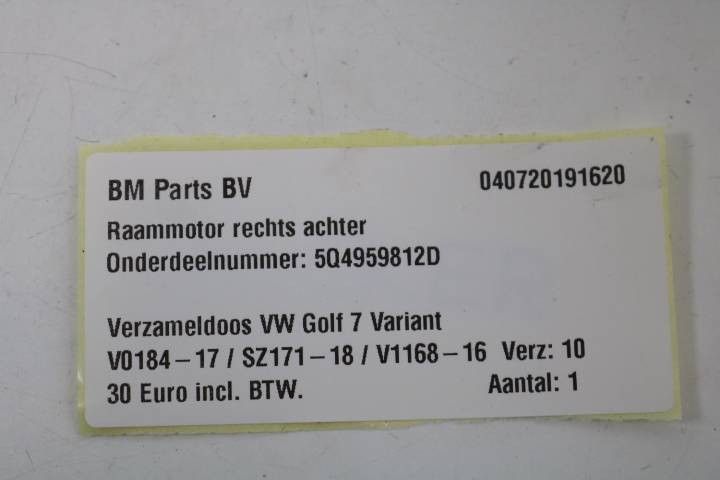 BM Parts BV 040720191620
Raammotor rechts achter
Onderdeelnummer: 5Q4959812D
Verzameldoos VW Golf 7 Variant
V0184-17 / SZ171-18 / V1168-16 Verz: 10
30 Euro incl. BTW. Aantal: 1